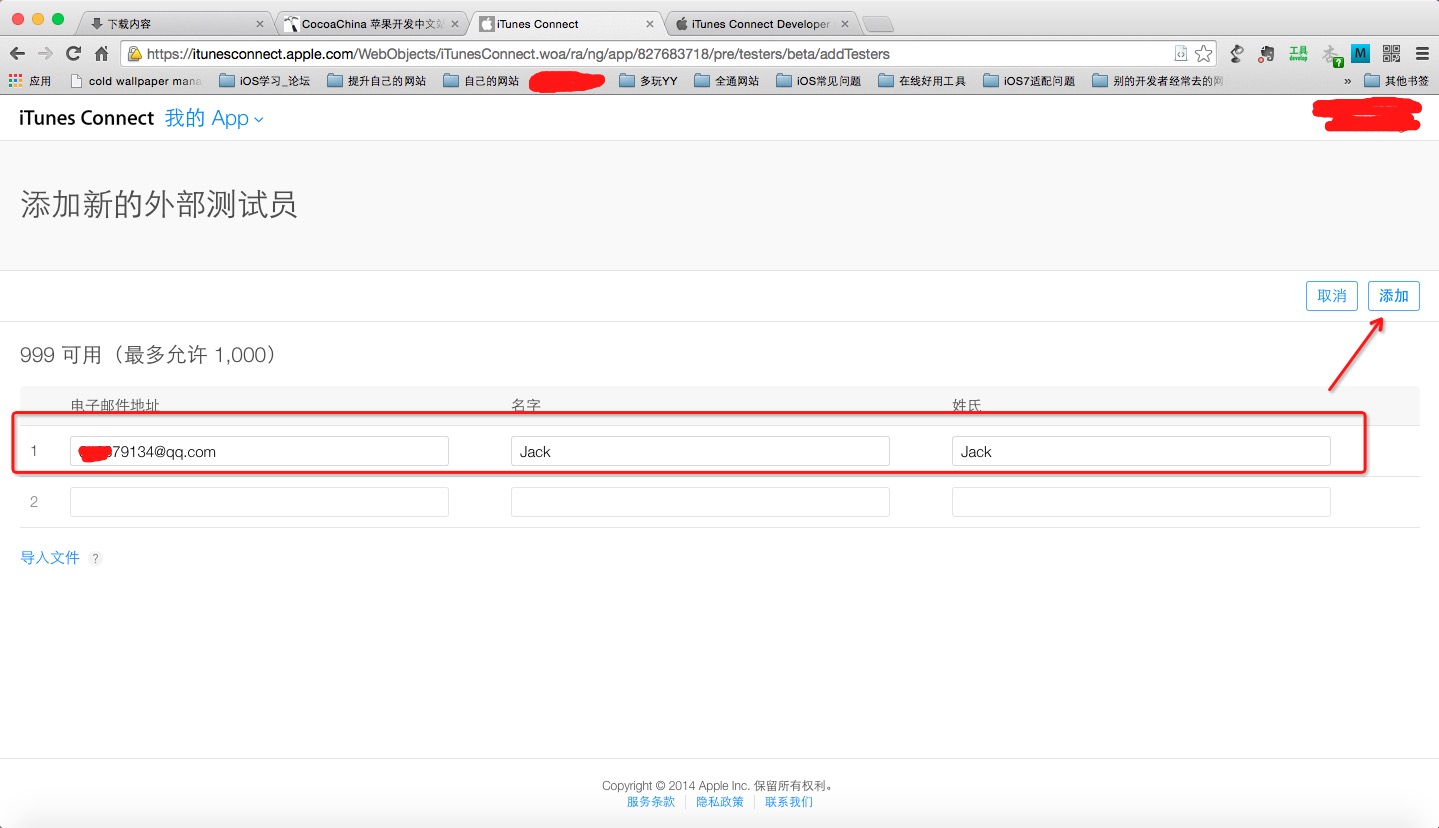 下载内容
CocoaChina 苹果开发中文站
iTunes Connect
iTunes Connect Developer
https://itunesconnect.apple.com/WebObjects/iTunesConnect.woa/ra/ng/app/827683718/pre/testers/beta/addTesters
工具
develop
M
?
应用
cold wallpaper mana
iOS学习_论坛
提升自己的网站
自己的网站
多玩YY
全通网站
iOS常见问题
在线好用工具
iOS7适配问题
别的开发者经常去的网
»
其他书签
iTunes Connect 我的 App
添加新的外部测试员
取消
添加
999 可用（最多允许 1,000）
电子邮件地址
名字
姓氏
1
79134@qq.com
Jack
Jack
2
导入文件 ?
Copyright © 2014 Apple Inc. 保留所有权利。
服务条款
隐私政策
联系我们